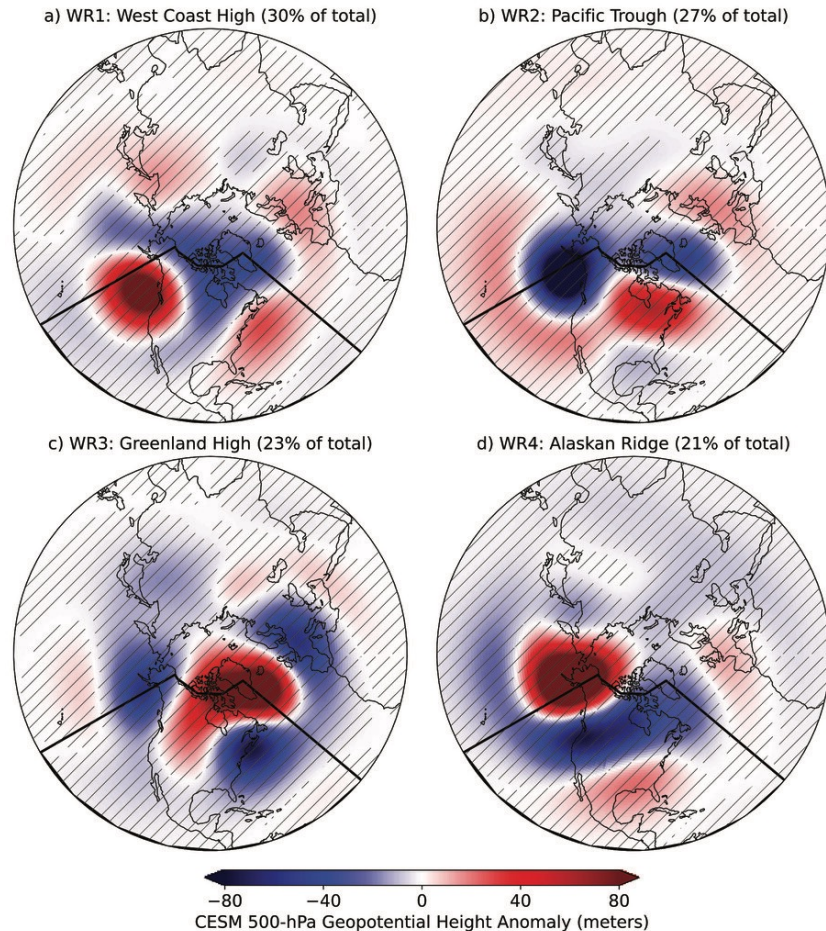 a) WR1: West Coast High (30% of total)
b) WR2: Pacific Trough (27% of total)
c) WR3: Greenland High (23% of total)
d) WR4: Alaskan Ridge (21% of total)
−80 −40 0 40 80
CESM 500-hPa Geopotential Height Anomaly (meters)